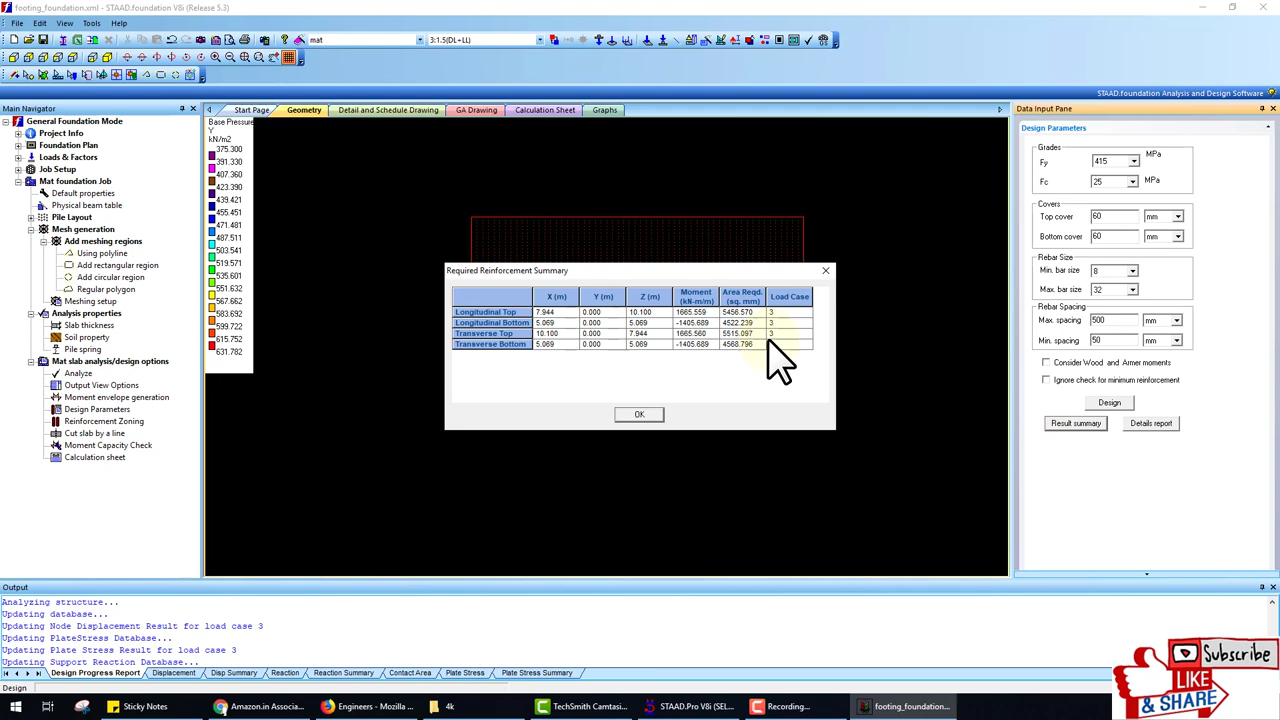 footing_foundation.xml - STAAD.foundation V8i (Release 5.3)
File Edit View Tools Help
mat 3:1.5(DL+LL)
STAAD.foundation Analysis and Design Software
Main Navigator
General Foundation Mode
Project Info
Foundation Plan
Loads & Factors
Job Setup
Mat foundation Job
Default properties
Physical beam table
Pile Layout
Mesh generation
Add meshing regions
Using polyline
Add rectangular region
Add circular region
Regular polygon
Meshing setup
Analysis properties
Slab thickness
Soil property
Pile spring
Mat slab analysis/design options
Analyze
Output View Options
Moment envelope generation
Design Parameters
Reinforcement Zoning
Cut slab by a line
Moment Capacity Check
Calculation sheet
Start Page Geometry Detail and Schedule Drawing GA Drawing Calculation Sheet Graphs
Base Pressure
Y
kN/m2
375.300
391.330
407.360
423.390
439.421
455.451
471.481
487.511
503.541
519.571
535.601
551.631
567.662
583.692
599.722
615.752
631.782
Required Reinforcement Summary
X (m) Y (m) Z (m) Moment (kN-m/m) Area Reqd. (sq. mm) Load Case
Longitudinal Top 7.944 0.000 10.100 1665.559 5456.570 3
Longitudinal Bottom 5.069 0.000 5.069 -1405.689 4522.239 3
Transverse Top 10.100 0.000 7.944 1665.560 5515.097 3
Transverse Bottom 5.069 0.000 5.069 -1405.689 4568.796
OK
Data Input Pane
Design Parameters
Grades
Fy 415 MPa
Fc 25 MPa
Covers
Top cover 60 mm
Bottom cover 60 mm
Rebar Size
Min. bar size 8
Max. bar size 32
Rebar Spacing
Max. spacing 500 mm
Min. spacing 50 mm
Consider Wood and Armer moments
Ignore check for minimum reinforcement
Design
Result summary Details report
Output
Analyzing structure...
Updating database...
Updating Node Displacement Result for load case 3
Updating PlateStress Database...
Updating Plate Stress Result for load case 3
Updating Support Reaction Database...
Design Progress Report Displacement Disp Summary Reaction Reaction Summary Contact Area Plate Stress Plate Stress Summary
Design
Subscribe
LIKE
& SHARE
Sticky Notes Amazon.in Associa... Engineers - Mozilla ... 4k TechSmith Camtasi... STAAD.Pro V8i (SEL... Recording... footing_foundation...